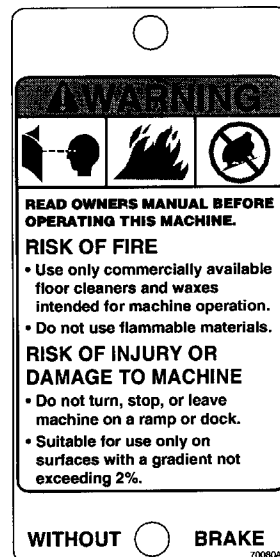 WARNING
READ OWNERS MANUAL BEFORE
OPERATING THIS MACHINE.
RISK OF FIRE
• Use only commercially available
floor cleaners and waxes
intended for machine operation.
• Do not use flammable materials.
RISK OF INJURY OR
DAMAGE TO MACHINE
• Do not turn, stop, or leave
machine on a ramp or dock.
• Suitable for use only on
surfaces with a gradient not
exceeding 2%.
WITHOUT BRAKE